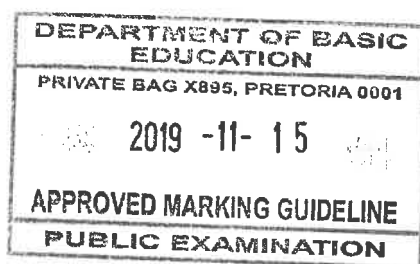 DEPARTMENT OF BASIC
EDUCATION
PRIVATE BAG X895, PRETORIA 0001
2019 -11- 15
APPROVED MARKING GUIDELINE
PUBLIC EXAMINATION